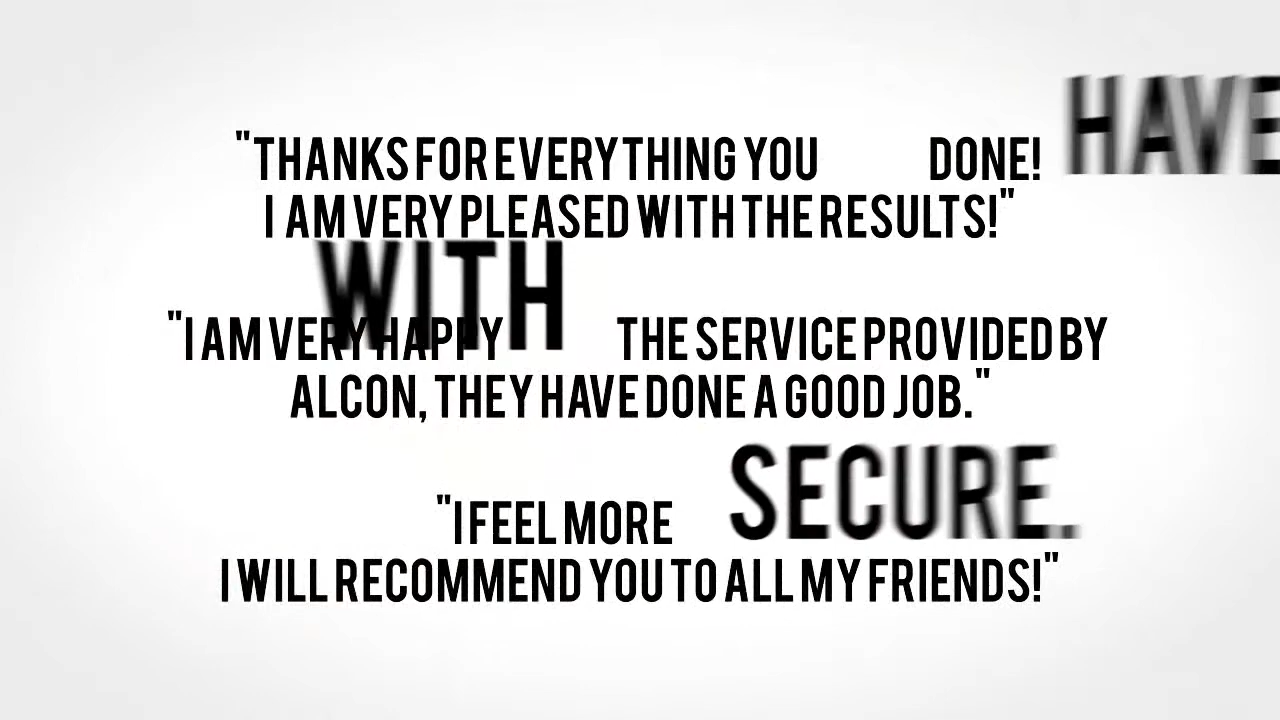 HAVE
"THANKS FOR EVERYTHING YOU DONE!
I AM VERY PLEASED WITH THE RESULTS!"
WITH
"I AM VERY HAPPY THE SERVICE PROVIDED BY
ALCON, THEY HAVE DONE A GOOD JOB."
SECURE.
"I FEEL MORE
I WILL RECOMMEND YOU TO ALL MY FRIENDS!"